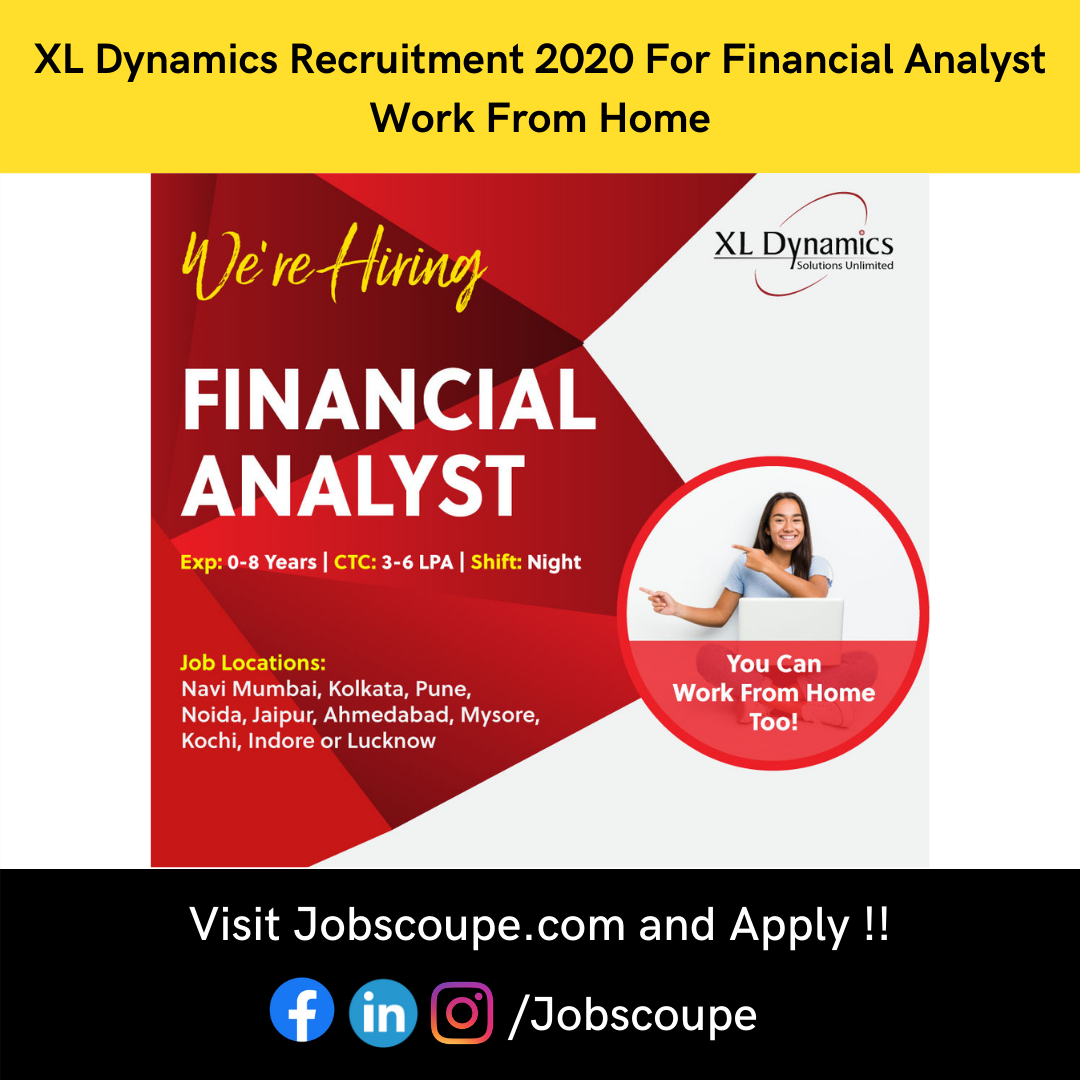 XL Dynamics Recruitment 2020 For Financial Analyst
Work From Home
We're Hiring
XL Dynamics
Solutions Unlimited
FINANCIAL
ANALYST
Exp: 0-8 Years | CTC: 3-6 LPA | Shift: Night
Job Locations:
Navi Mumbai, Kolkata, Pune,
Noida, Jaipur, Ahmedabad, Mysore,
Kochi, Indore or Lucknow
You Can
Work From Home
Too!
Visit Jobscoupe.com and Apply !!
/Jobscoupe